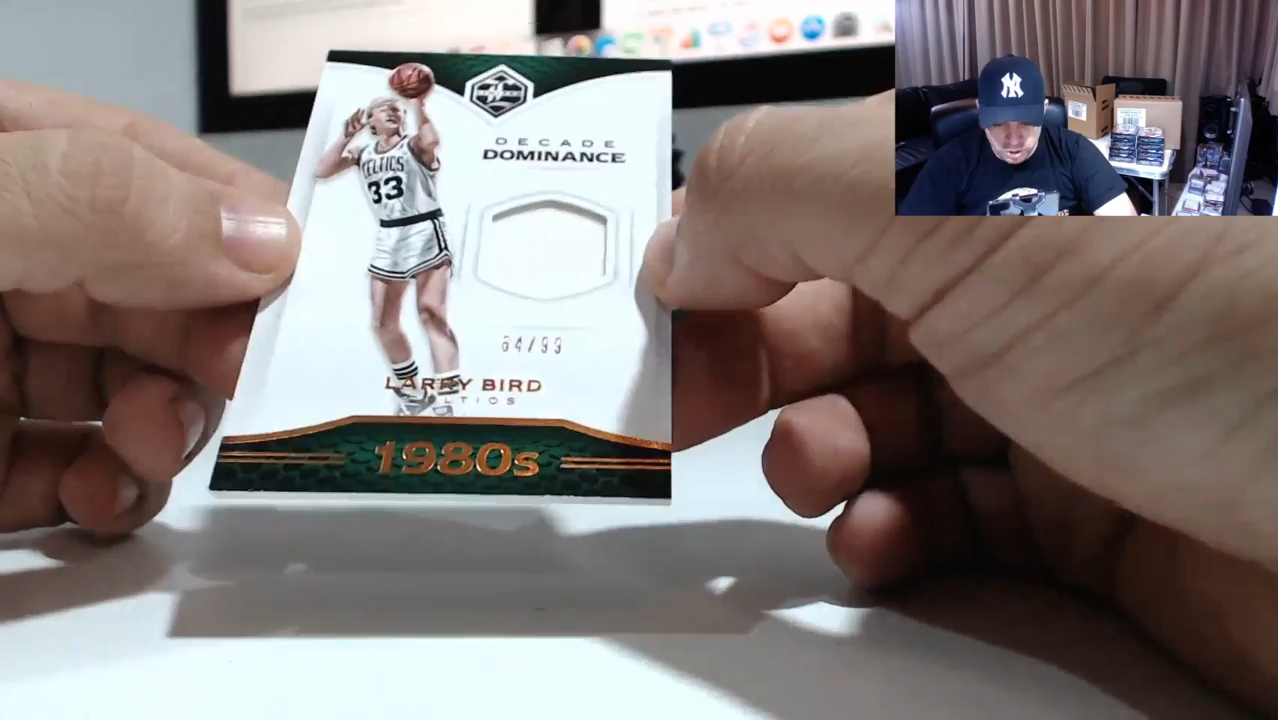 DECADE
DOMINANCE
CELTICS
33
64/99
LARRY BIRD
1980s
NY